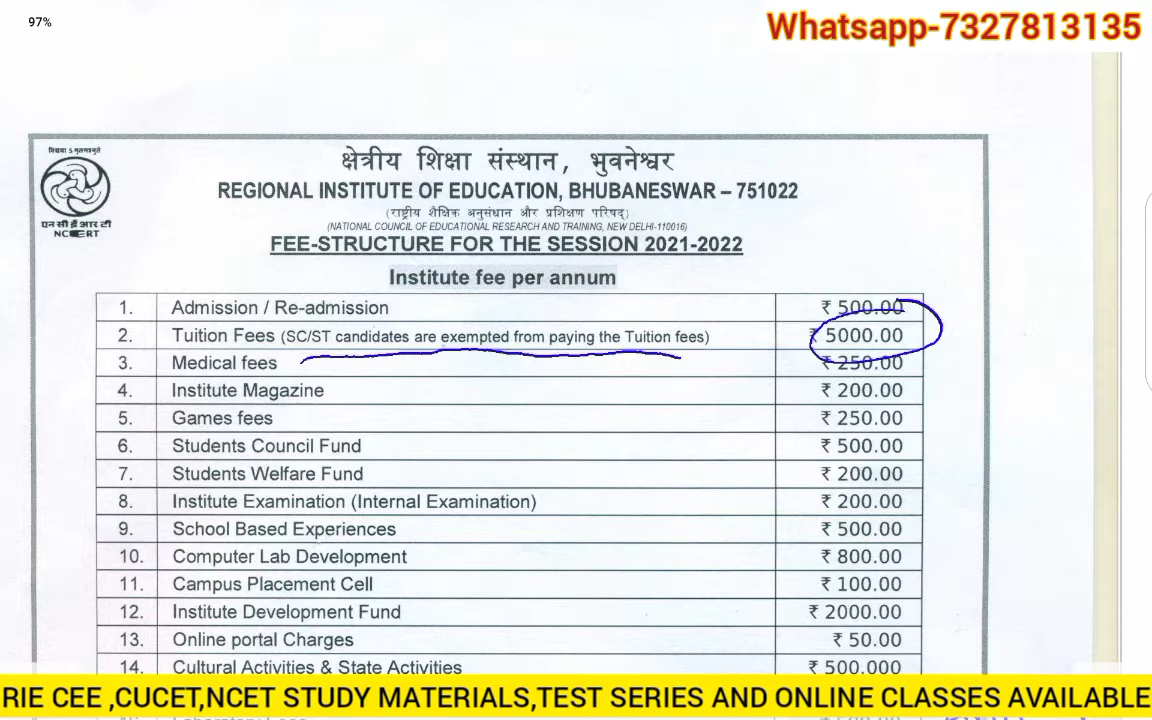 97%
Whatsapp-7327813135
एन सी ई आर टी
NCERT
क्षेत्रीय शिक्षा संस्थान, भुवनेश्वर
REGIONAL INSTITUTE OF EDUCATION, BHUBANESWAR – 751022
(राष्ट्रीय शैक्षिक अनुसंधान और प्रशिक्षण परिषद्)
(NATIONAL COUNCIL OF EDUCATIONAL RESEARCH AND TRAINING, NEW DELHI-110016)
FEE-STRUCTURE FOR THE SESSION 2021-2022
Institute fee per annum
1. Admission / Re-admission ₹ 500.00
2. Tuition Fees (SC/ST candidates are exempted from paying the Tuition fees) ₹ 5000.00
3. Medical fees ₹ 250.00
4. Institute Magazine ₹ 200.00
5. Games fees ₹ 250.00
6. Students Council Fund ₹ 500.00
7. Students Welfare Fund ₹ 200.00
8. Institute Examination (Internal Examination) ₹ 200.00
9. School Based Experiences ₹ 500.00
10. Computer Lab Development ₹ 800.00
11. Campus Placement Cell ₹ 100.00
12. Institute Development Fund ₹ 2000.00
13. Online portal Charges ₹ 50.00
14. Cultural Activities & State Activities ₹ 500.000
RIE CEE ,CUCET,NCET STUDY MATERIALS,TEST SERIES AND ONLINE CLASSES AVAILABLE